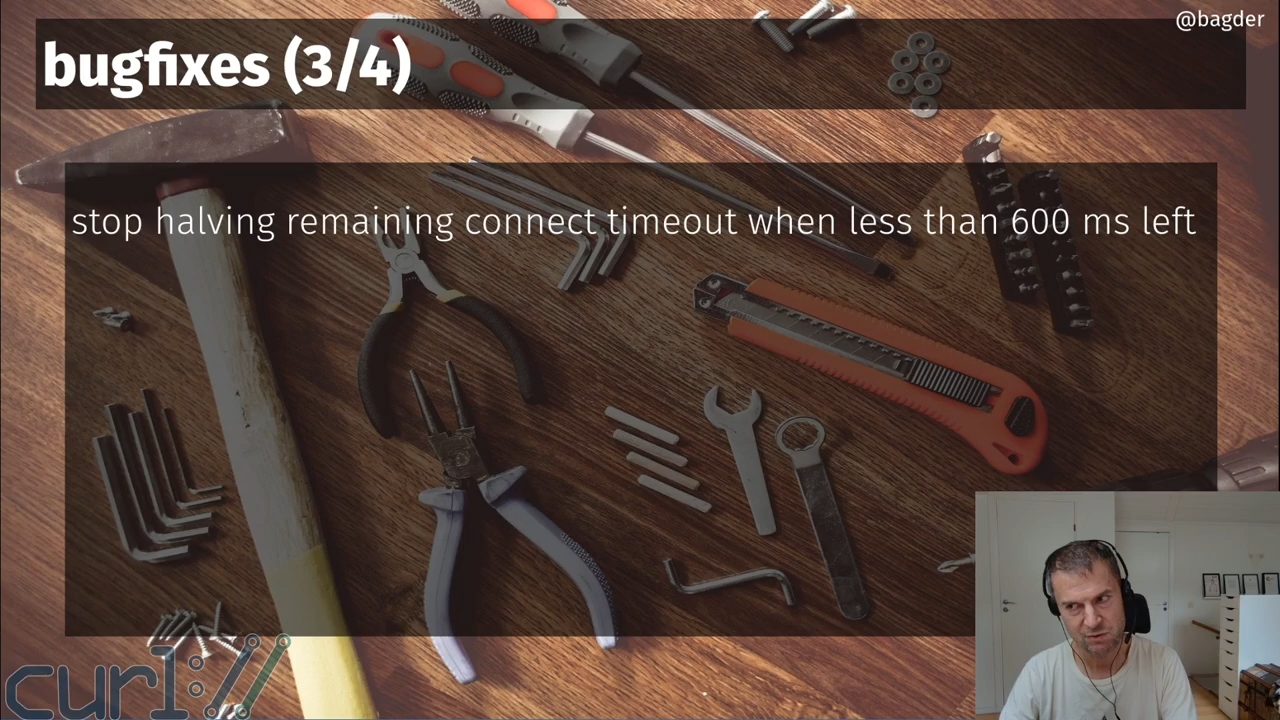 @bagder
bugfixes (3/4)
stop halving remaining connect timeout when less than 600 ms left
curl://